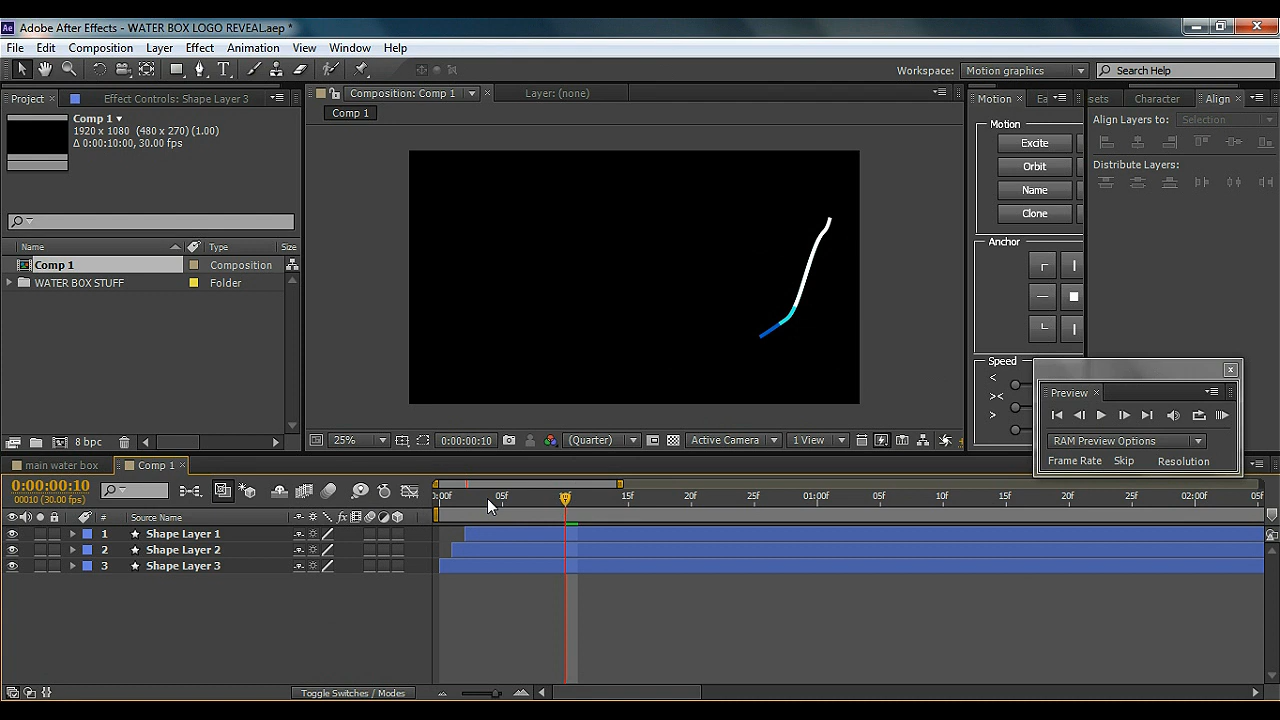 Ae Adobe After Effects - WATER BOX LOGO REVEAL.aep *
File Edit Composition Layer Effect Animation View Window Help
Workspace: Motion graphics Search Help
Project Effect Controls: Shape Layer 3
Composition: Comp 1 Layer: (none)
Motion Ea sets Character Align
Comp 1
1920 x 1080 (480 x 270) (1.00)
Δ 0:00:10:00, 30.00 fps
Comp 1
Motion
Excite
Orbit
Name
Clone
Anchor
Speed
<
><
>
Align Layers to: Selection
Distribute Layers:
Name Type Size
Comp 1 Composition
WATER BOX STUFF Folder
8 bpc
25% 0:00:00:10 (Quarter) Active Camera 1 View
Preview
RAM Preview Options
Frame Rate Skip Resolution
main water box Comp 1
0:00:00:10
00010 (30.00 fps)
:00f 05f 15f 20f 25f 01:00f 05f 10f 15f 20f 25f 02:00f 05f
# Source Name fx
1 Shape Layer 1
2 Shape Layer 2
3 Shape Layer 3
Toggle Switches / Modes